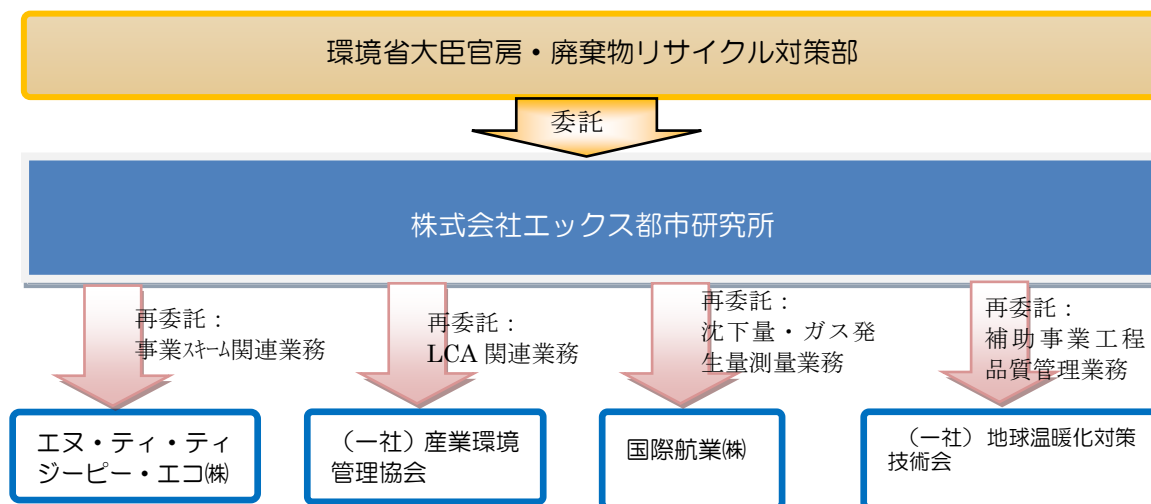 環境省大臣官房・廃棄物リサイクル対策部
委託
株式会社エックス都市研究所
再委託：
事業ｽｷｰﾑ関連業務
再委託：
LCA 関連業務
再委託：
沈下量・ガス発
生量測量業務
再委託：
補助事業工程
品質管理業務
エヌ・ティ・ティ
ジーピー・エコ㈱
（一社）産業環境
管理協会
国際航業㈱
（一社） 地球温暖化対策
技術会